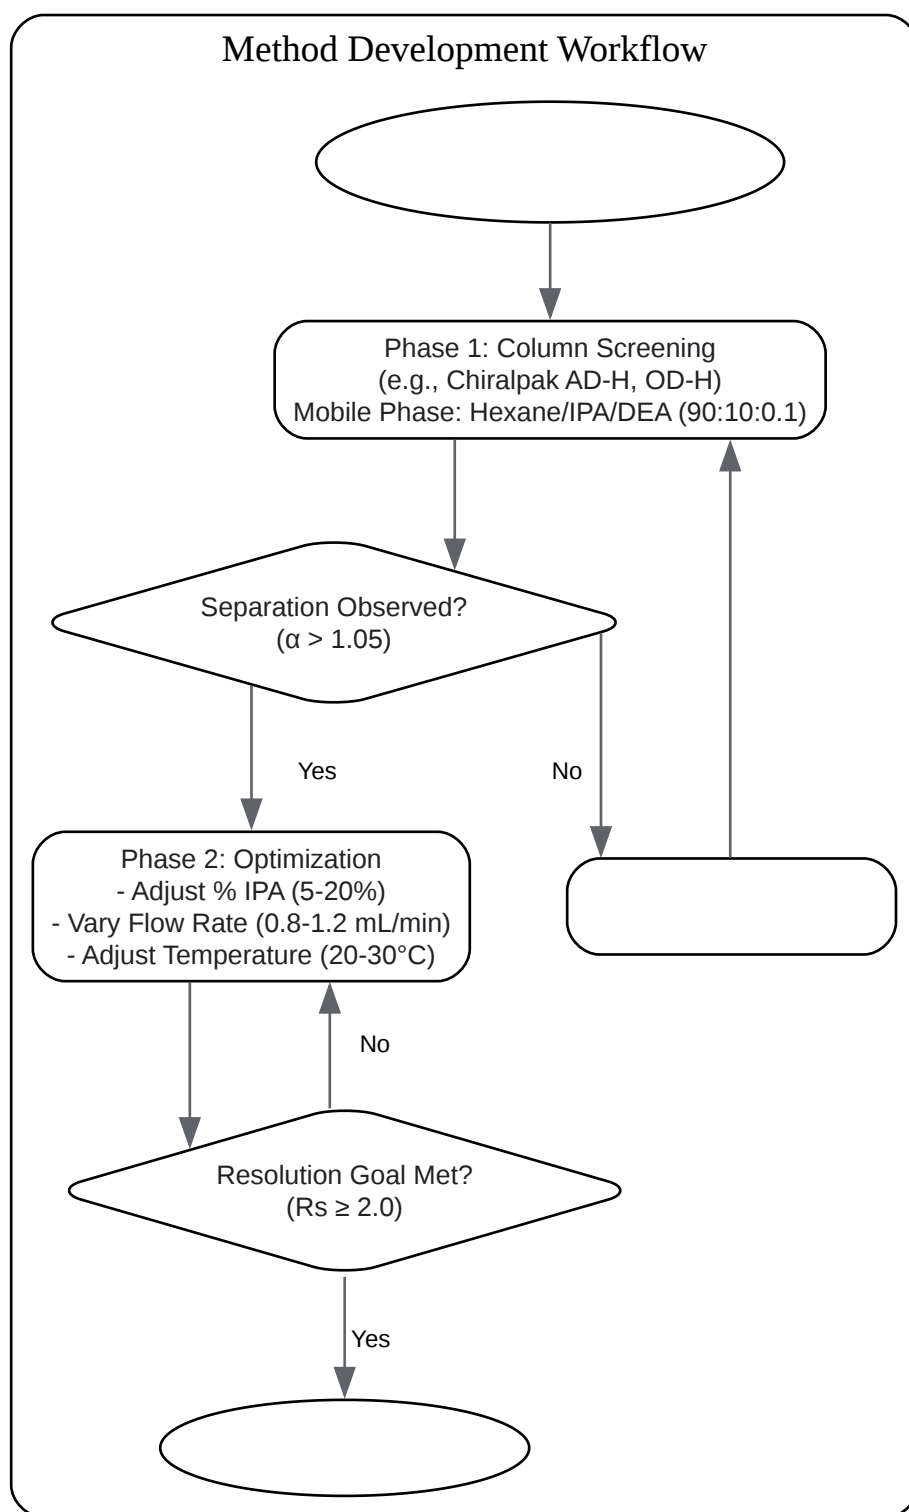 Method Development Workflow
Phase 1: Column Screening
(e.g., Chiralpak AD-H, OD-H)
Mobile Phase: Hexane/IPA/DEA (90:10:0.1)
Separation Observed?
(α > 1.05)
Yes
No
Phase 2: Optimization
- Adjust % IPA (5-20%)
- Vary Flow Rate (0.8-1.2 mL/min)
- Adjust Temperature (20-30°C)
No
Resolution Goal Met?
(Rs ≥ 2.0)
Yes